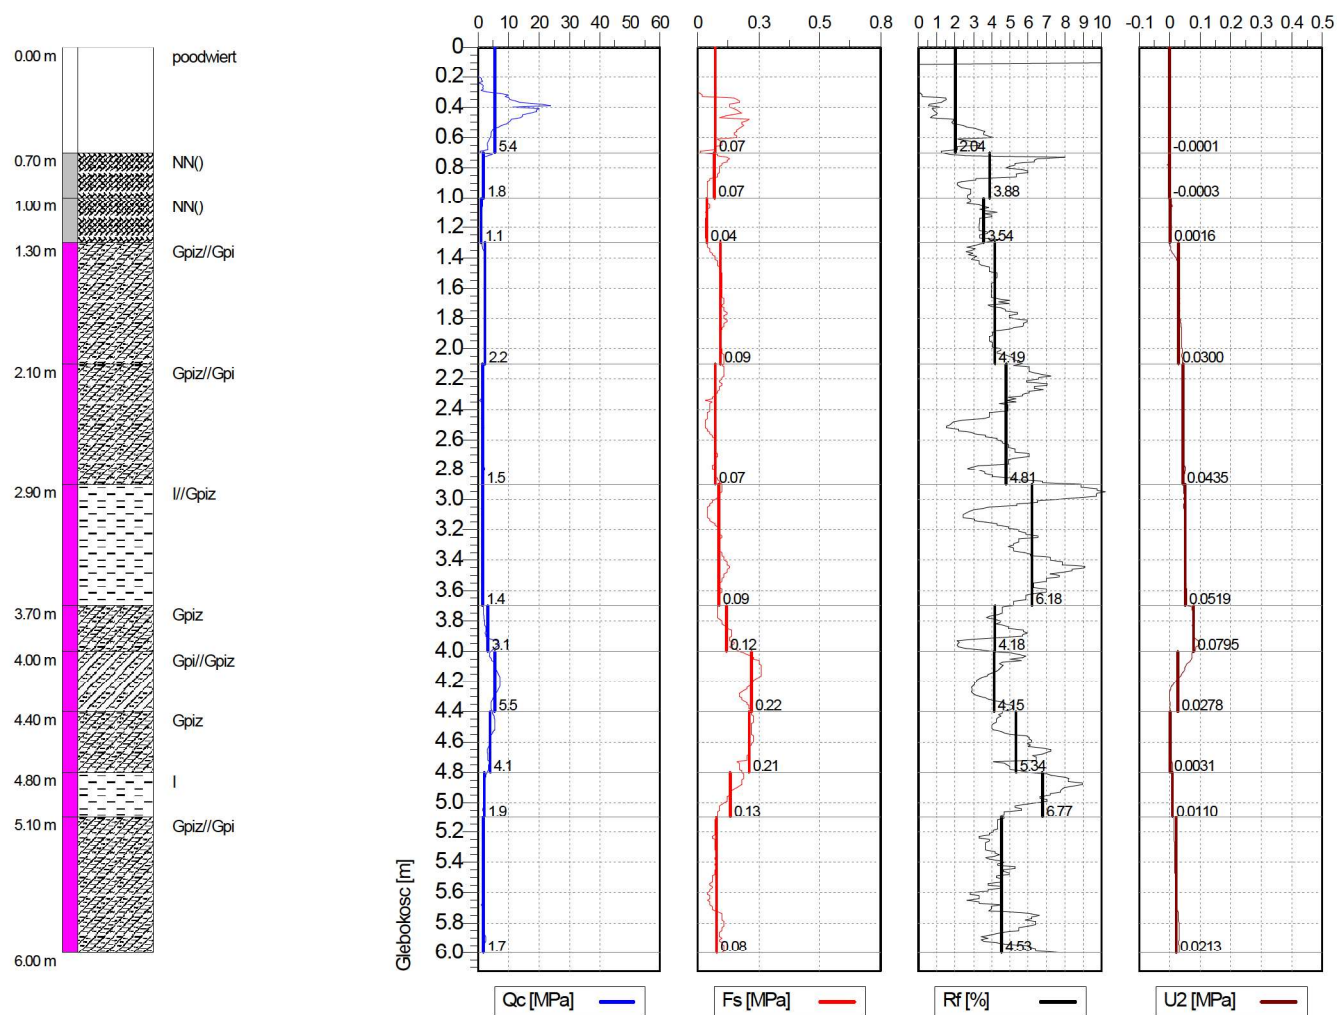 0 10 20 30 40 50 60
0 0.3 0.5 0.8
0 1 2 3 4 5 6 7 8 9 10
-0.1 0 0.1 0.2 0.3 0.4 0.5
0.00 m poodwiert 0
0.2
0.4
0.6
5.4 0.07 2.04 -0.0001
0.70 m NN() 0.8
1.0
1.8 0.07 3.88 -0.0003
1.00 m NN() 1.2
1.1 0.04 3.54 0.0016
1.30 m Gpiz//Gpi 1.4
1.6
1.8
2.0
2.2 0.09 4.19 0.0300
2.10 m Gpiz//Gpi 2.2
2.4
2.6
2.8
1.5 0.07 4.81 0.0435
2.90 m I//Gpiz 3.0
3.2
3.4
3.6
1.4 0.09 6.18 0.0519
3.70 m Gpiz 3.8
4.0
3.1 0.12 4.18 0.0795
4.00 m Gpi//Gpiz 4.2
4.4
5.5 0.22 4.15 0.0278
4.40 m Gpiz 4.6
4.8
4.1 0.21 5.34 0.0031
4.80 m I 5.0
1.9 0.13 6.77 0.0110
5.10 m Gpiz//Gpi 5.2
5.4
5.6
5.8
6.0
1.7 0.08 4.53 0.0213
6.00 m
Glebokosc [m]
Qc [MPa]
Fs [MPa]
Rf [%]
U2 [MPa]